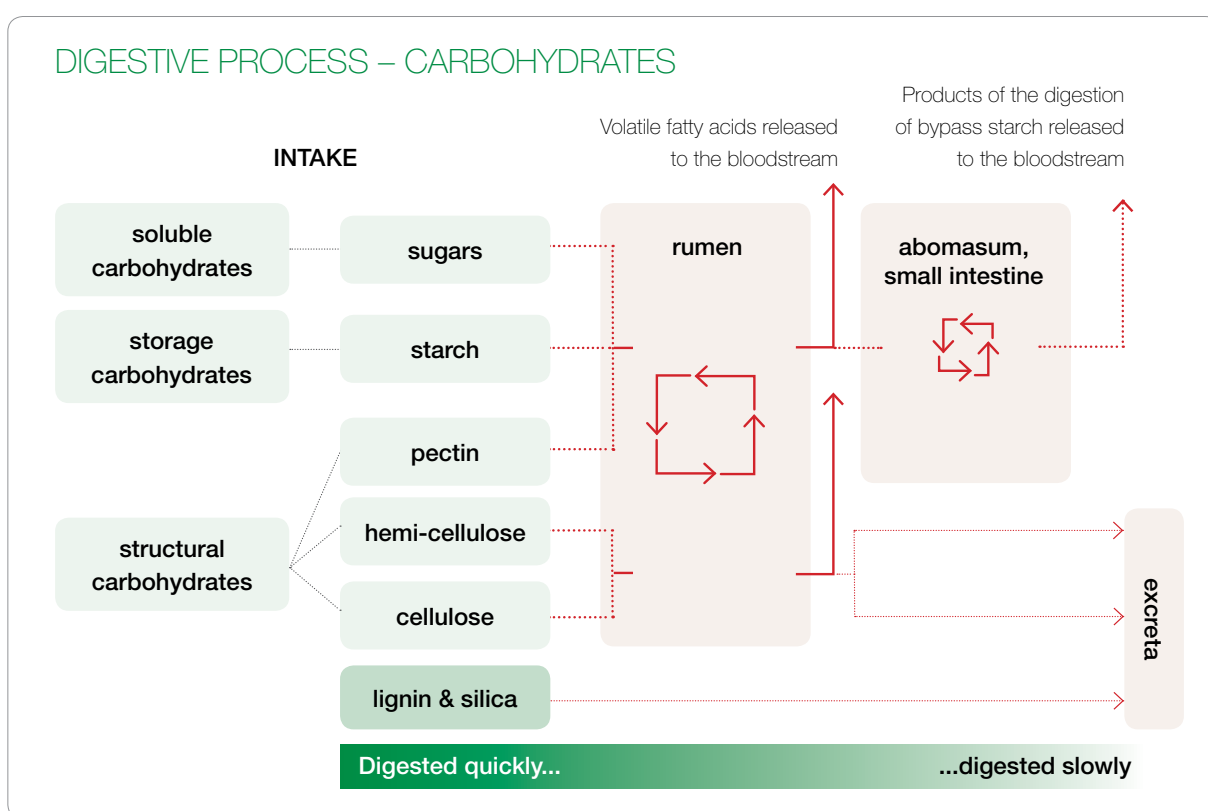 DIGESTIVE PROCESS – CARBOHYDRATES
Products of the digestion
of bypass starch released
to the bloodstream
Volatile fatty acids released
to the bloodstream
INTAKE
soluble
carbohydrates
sugars
rumen
abomasum,
small intestine
storage
carbohydrates
starch
pectin
hemi-cellulose
structural
carbohydrates
cellulose
excreta
lignin & silica
Digested quickly...
...digested slowly